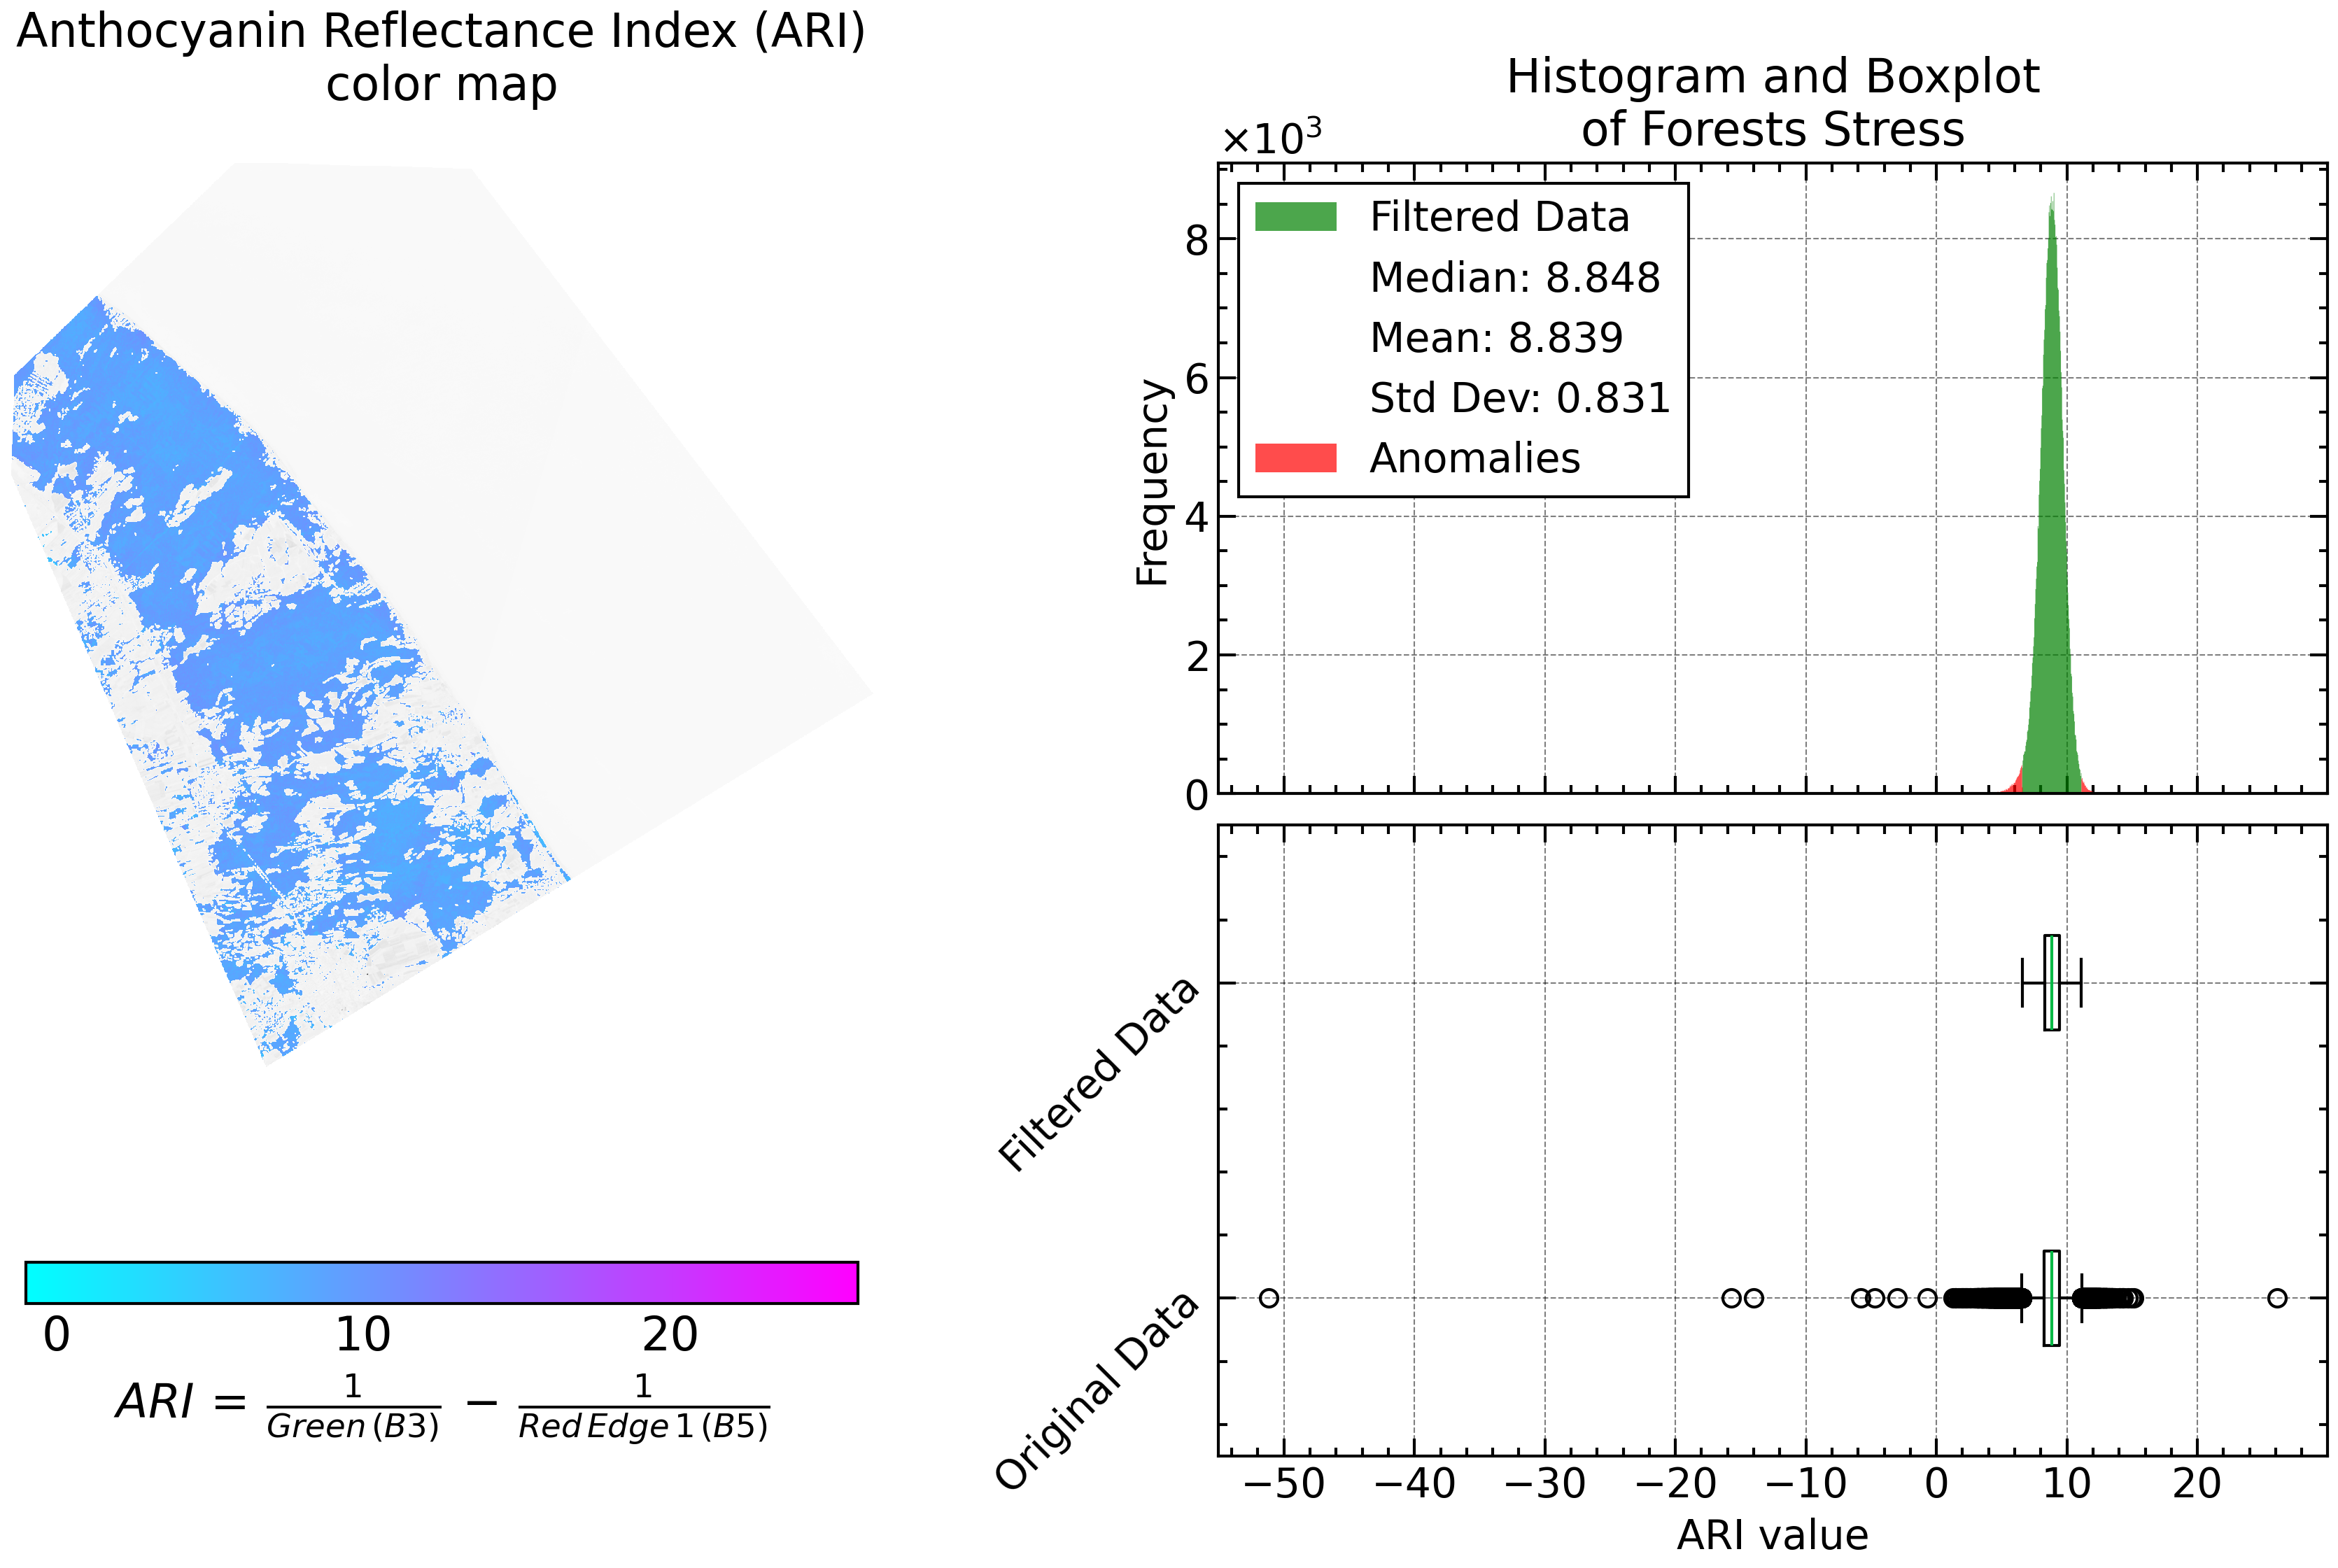 Anthocyanin Reflectance Index (ARI)
color map
0 10 20
ARI = 1/Green (B3) − 1/Red Edge 1 (B5)
Histogram and Boxplot
of Forests Stress
×10³
Frequency
8
6
4
2
0
Filtered Data
Median: 8.848
Mean: 8.839
Std Dev: 0.831
Anomalies
Filtered Data
Original Data
−50 −40 −30 −20 −10 0 10 20
ARI value